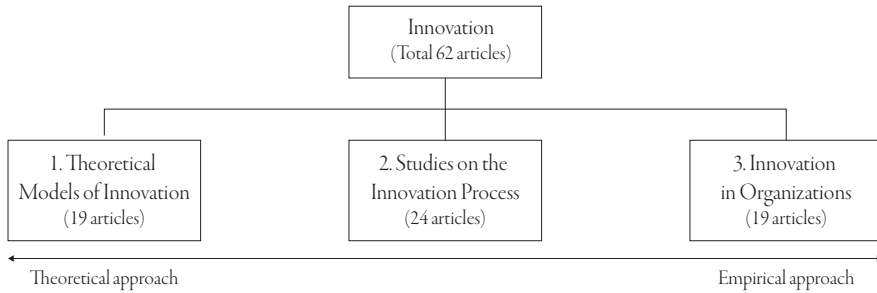 Innovation
(Total 62 articles)
1. Theoretical
Models of Innovation
(19 articles)
2. Studies on the
Innovation Process
(24 articles)
3. Innovation
in Organizations
(19 articles)
Theoretical approach
Empirical approach